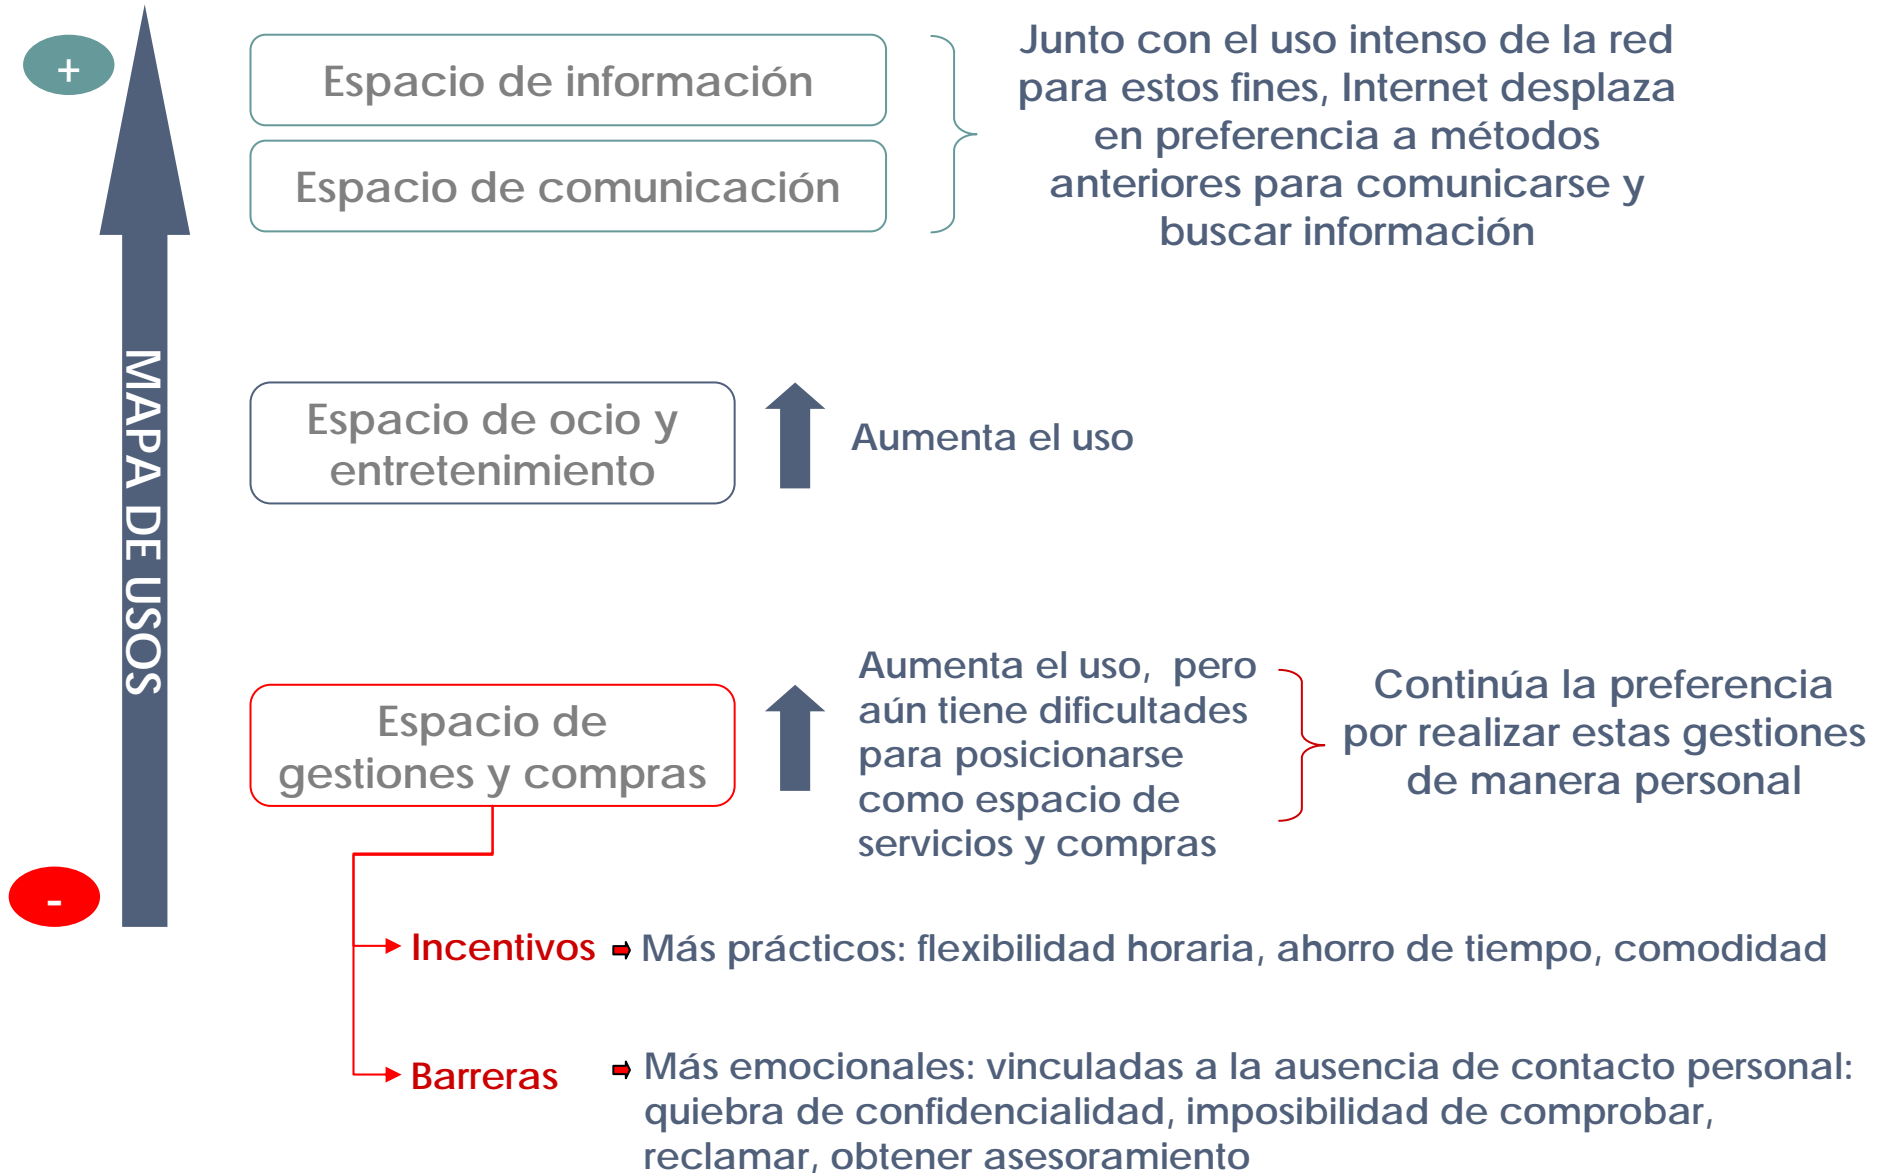 +
Espacio de información
Espacio de comunicación
Junto con el uso intenso de la red
para estos fines, Internet desplaza
en preferencia a métodos
anteriores para comunicarse y
buscar información
MAPA DE USOS
Espacio de ocio y
entretenimiento
Aumenta el uso
Espacio de
gestiones y compras
Aumenta el uso, pero
aún tiene dificultades
para posicionarse
como espacio de
servicios y compras
Continúa la preferencia
por realizar estas gestiones
de manera personal
-
Incentivos
Más prácticos: flexibilidad horaria, ahorro de tiempo, comodidad
Barreras
Más emocionales: vinculadas a la ausencia de contacto personal:
quiebra de confidencialidad, imposibilidad de comprobar,
reclamar, obtener asesoramiento